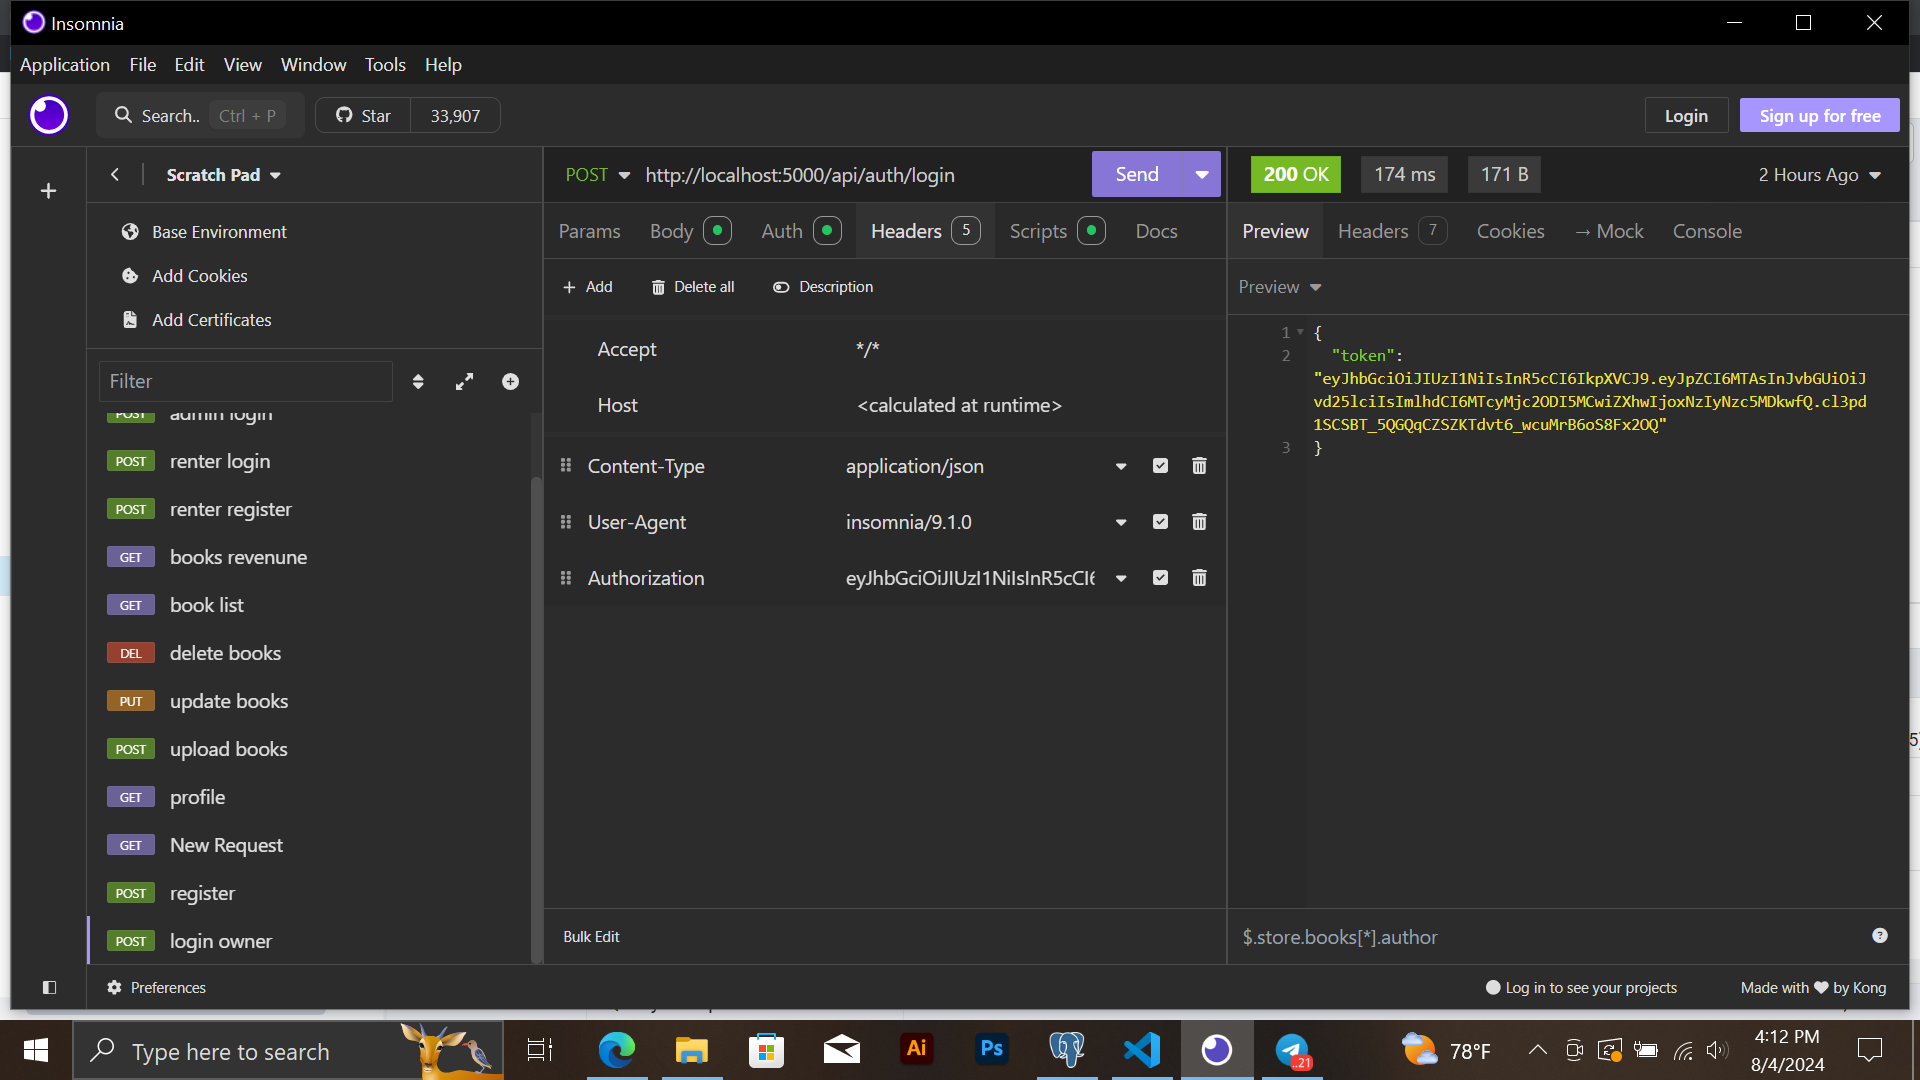 Insomnia
Application File Edit View Window Tools Help
Search.. Ctrl + P Star 33,907 Login Sign up for free
Scratch Pad
Base Environment
Add Cookies
Add Certificates
Filter
POST admin login
POST renter login
POST renter register
GET books revenune
GET book list
DEL delete books
PUT update books
POST upload books
GET profile
GET New Request
POST register
POST login owner
POST http://localhost:5000/api/auth/login Send
Params Body Auth Headers 5 Scripts Docs
Add Delete all Description
Accept */*
Host <calculated at runtime>
Content-Type application/json
User-Agent insomnia/9.1.0
Authorization eyJhbGciOiJIUzI1NiIsInR5cCI6
Bulk Edit
200 OK 174 ms 171 B 2 Hours Ago
Preview Headers 7 Cookies → Mock Console
Preview
1 {
2 "token":
"eyJhbGciOiJIUzI1NiIsInR5cCI6IkpXVCJ9.eyJpZCI6MTAsInJvbGUiOiJ
vd25lciIsImlhdCI6MTcyMjc2ODI5MCwiZXhwIjoxNzIyNzc5MDkwfQ.cl3pd
1SCSBT_5QGQqCZSZKTdvt6_wcuMrB6oS8Fx2OQ"
3 }
$.store.books[*].author
Preferences Log in to see your projects Made with ❤ by Kong
Type here to search Ai Ps ..21 78°F 4:12 PM
8/4/2024